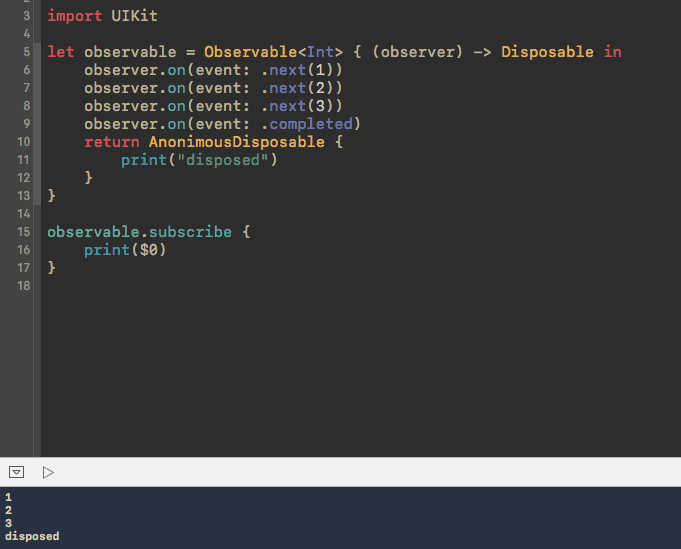 3 import UIKit
4
5 let observable = Observable<Int> { (observer) -> Disposable in
6     observer.on(event: .next(1))
7     observer.on(event: .next(2))
8     observer.on(event: .next(3))
9     observer.on(event: .completed)
10     return AnonimousDisposable {
11         print("disposed")
12     }
13 }
14
15 observable.subscribe {
16     print($0)
17 }
18
1
2
3
disposed